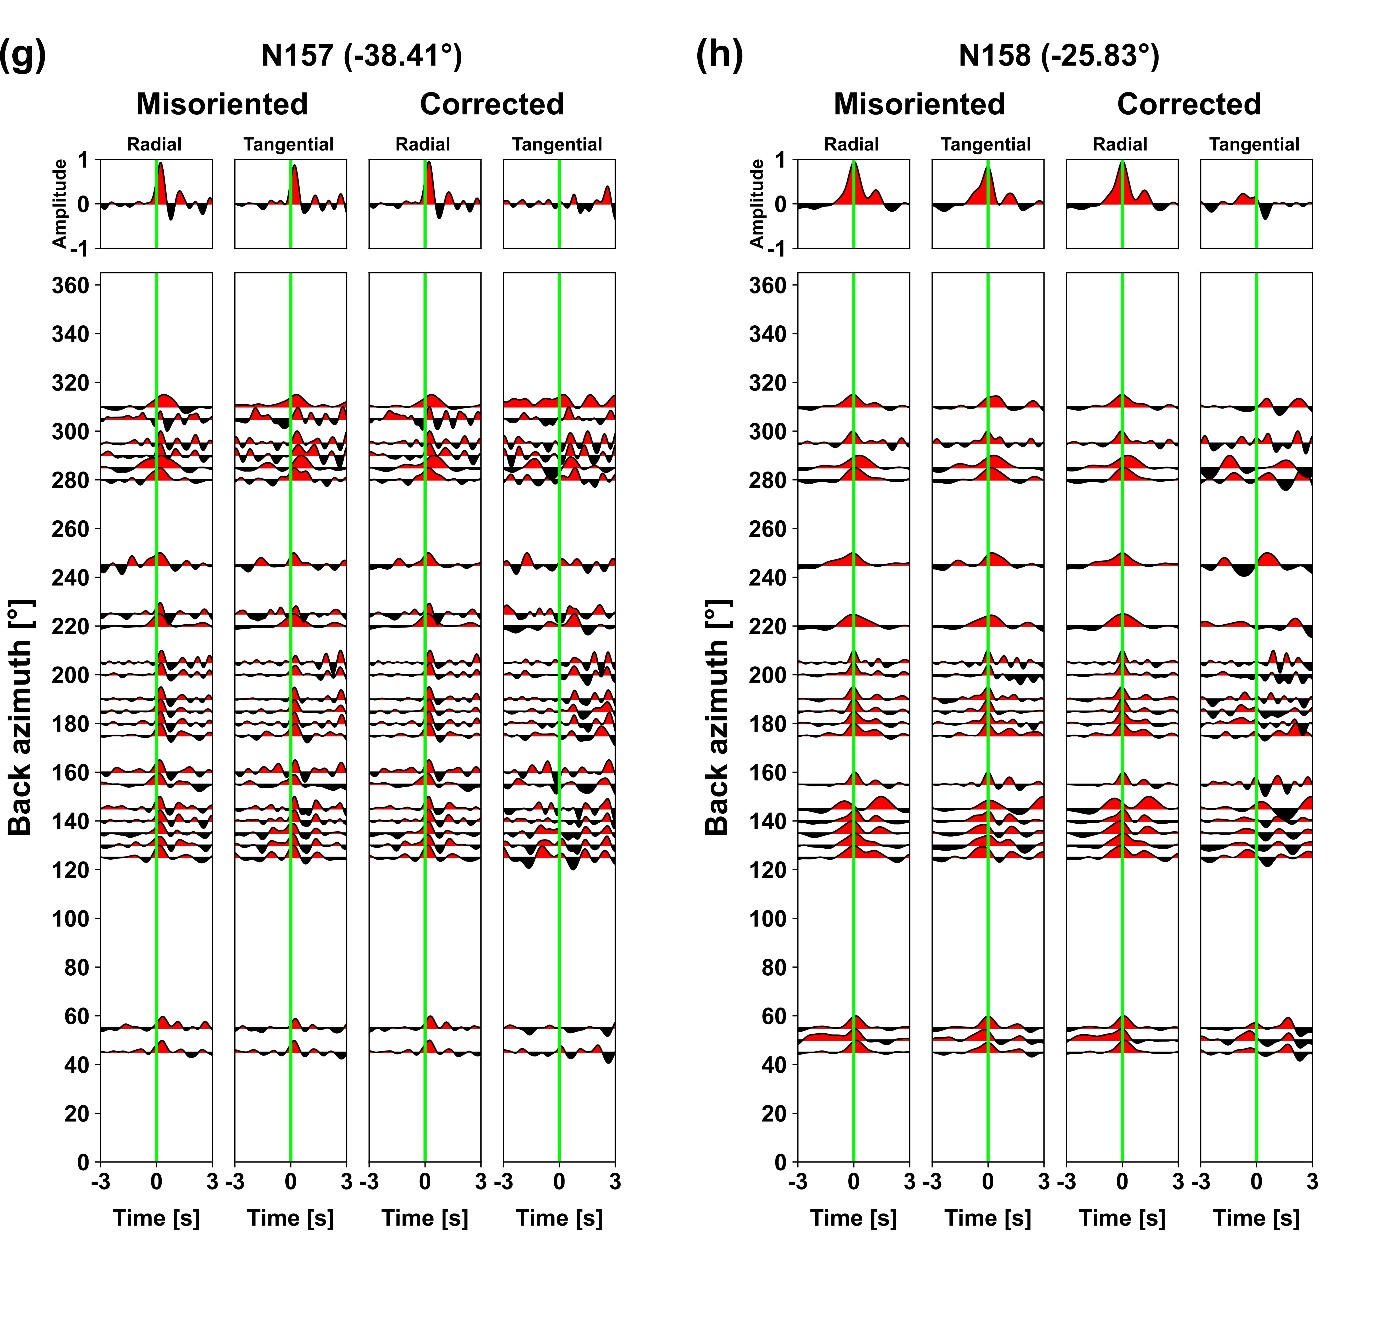 (g) N157 (-38.41°) (h) N158 (-25.83°)
Misoriented Corrected Misoriented Corrected
Radial Tangential Radial Tangential Radial Tangential Radial Tangential
Amplitude 1 0 -1 Amplitude 1 0 -1
Back azimuth [°] Back azimuth [°]
360 360
340 340
320 320
300 300
280 280
260 260
240 240
220 220
200 200
180 180
160 160
140 140
120 120
100 100
80 80
60 60
40 40
20 20
0 0
-3 0 3 -3 0 3 -3 0 3 -3 0 3 -3 0 3 -3 0 3 -3 0 3 -3 0 3
Time [s] Time [s] Time [s] Time [s] Time [s] Time [s] Time [s] Time [s]